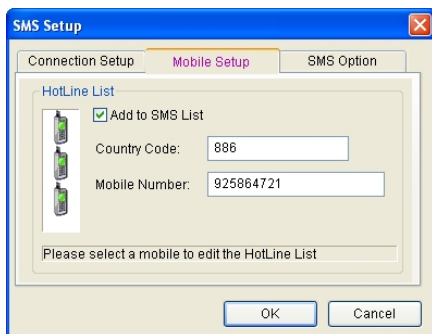 SMS Setup
Connection Setup
Mobile Setup
SMS Option
HotLine List
Add to SMS List
Country Code:
886
Mobile Number:
925864721
Please select a mobile to edit the HotLine List
OK
Cancel